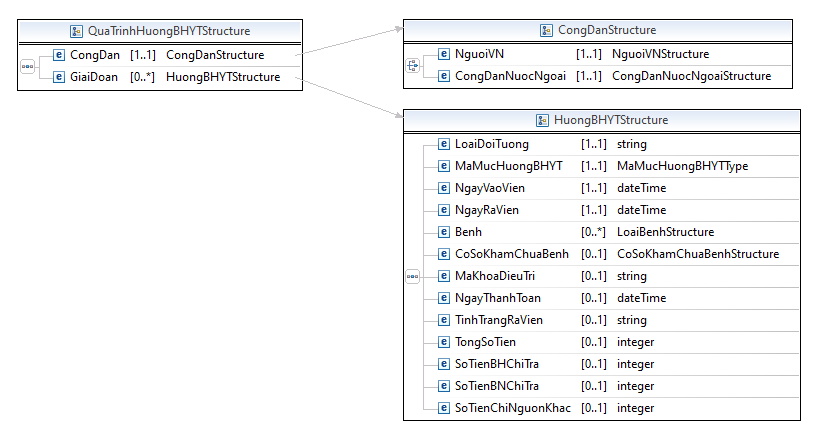 QuaTrinhHuongBHYTStructure
e CongDan [1..1] CongDanStructure
e GiaiDoan [0..*] HuongBHYTStructure
CongDanStructure
e NguoiVN [1..1] NguoiVNStructure
e CongDanNuocNgoai [1..1] CongDanNuocNgoaiStructure
HuongBHYTStructure
e LoaiDoiTuong [1..1] string
e MaMucHuongBHYT [1..1] MaMucHuongBHYTType
e NgayVaoVien [1..1] dateTime
e NgayRaVien [1..1] dateTime
e Benh [0..*] LoaiBenhStructure
e CoSoKhamChuaBenh [0..1] CoSoKhamChuaBenhStructure
e MaKhoaDieuTri [0..1] string
e NgayThanhToan [0..1] dateTime
e TinhTrangRaVien [0..1] string
e TongSoTien [0..1] integer
e SoTienBHChiTra [0..1] integer
e SoTienBNChiTra [0..1] integer
e SoTienChiNguonKhac [0..1] integer